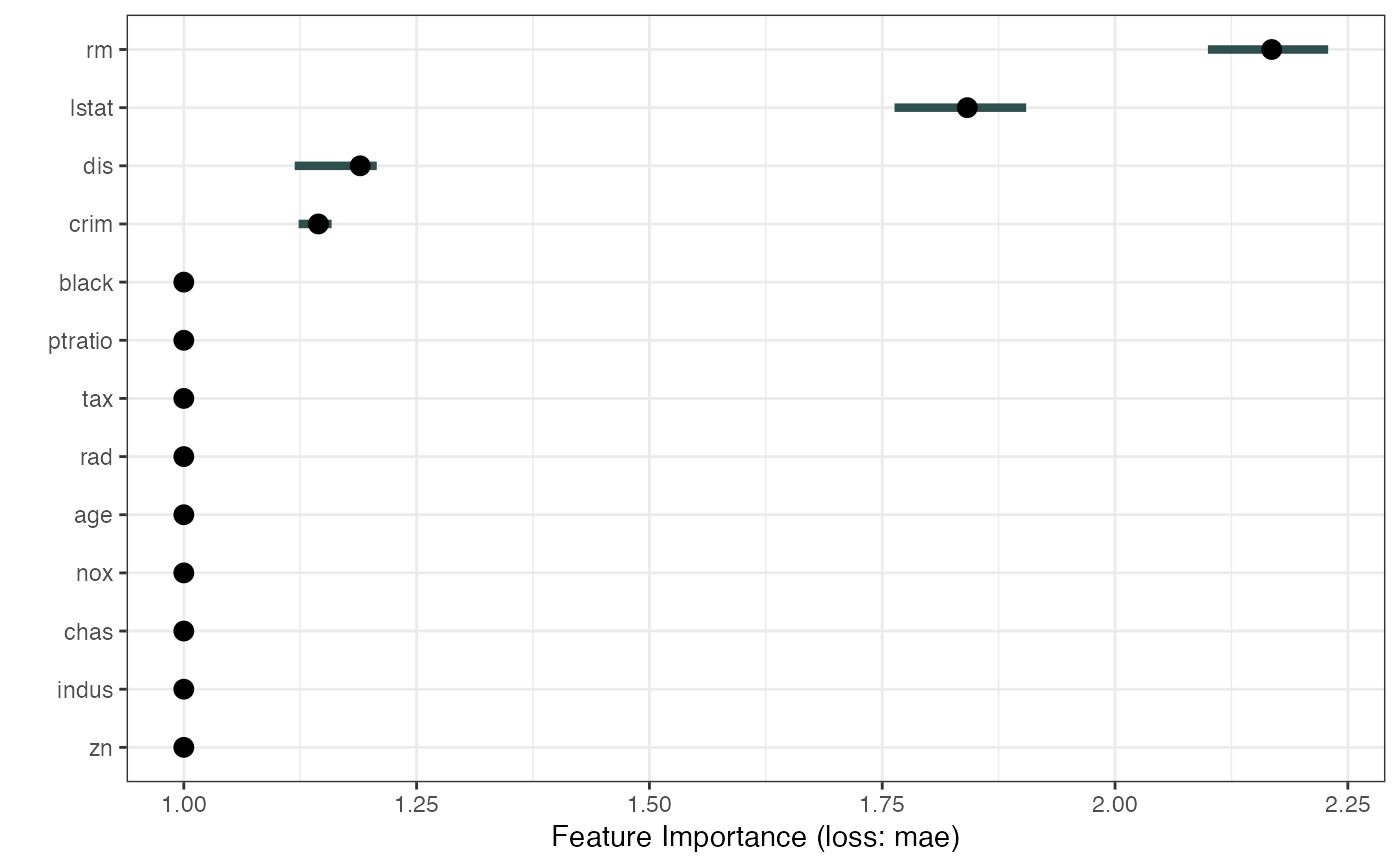 rm
lstat
dis
crim
black
ptratio
tax
rad
age
nox
chas
indus
zn
1.00 1.25 1.50 1.75 2.00 2.25
Feature Importance (loss: mae)